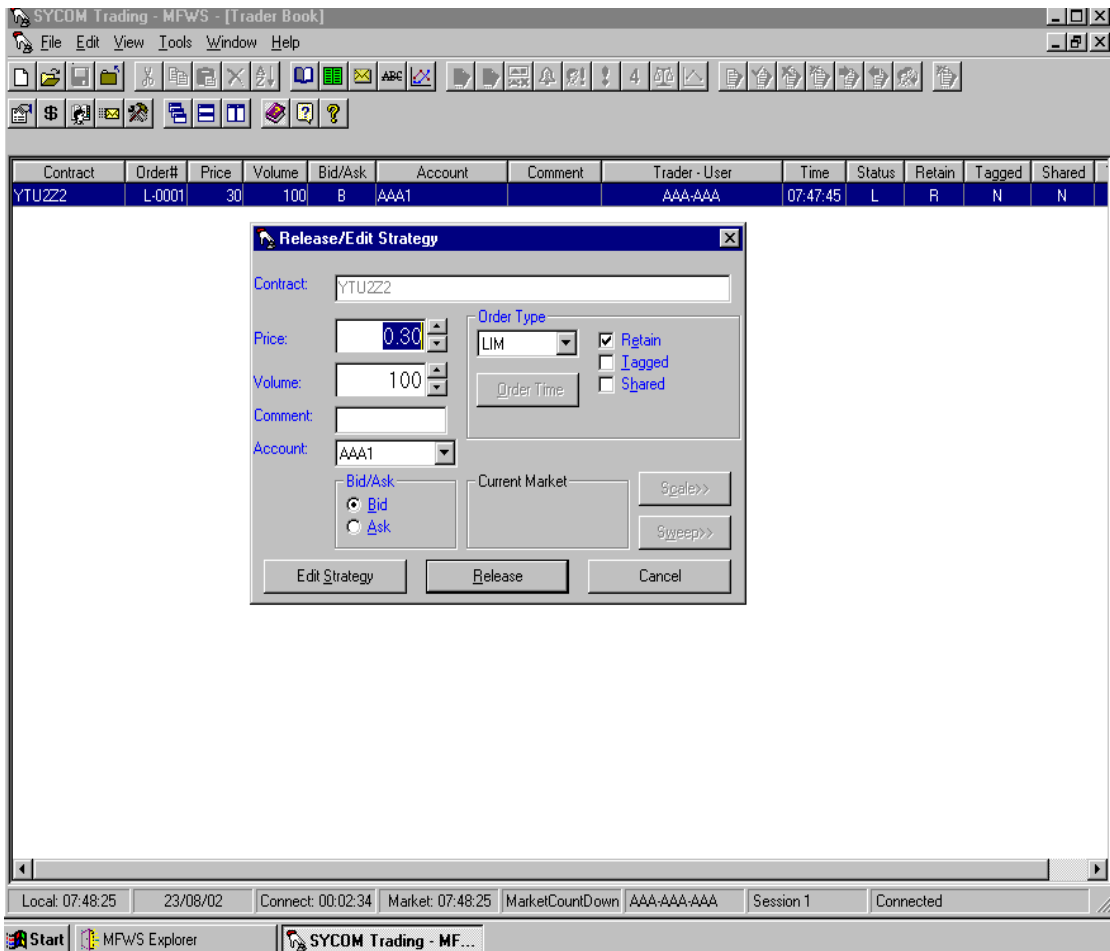 SYCOM Trading - MFWS - [Trader Book]
File Edit View Tools Window Help
ABC 4
$
Contract Order# Price Volume Bid/Ask Account Comment Trader - User Time Status Retain Tagged Shared
YTU2Z2 L-0001 30 100 B AAA1 AAA-AAA 07:47:45 L R N N
Release/Edit Strategy
Contract: YTU2Z2
Order Type
Price: 0.30 LIM Retain
Tagged
Volume: 100 Order Time Shared
Comment:
Account: AAA1
Bid/Ask Current Market Scale>>
Bid
Ask Sweep>>
Edit Strategy Release Cancel
Local: 07:48:25 23/08/02 Connect: 00:02:34 Market: 07:48:25 MarketCountDown AAA-AAA-AAA Session 1 Connected
Start MFWS Explorer SYCOM Trading - MF...